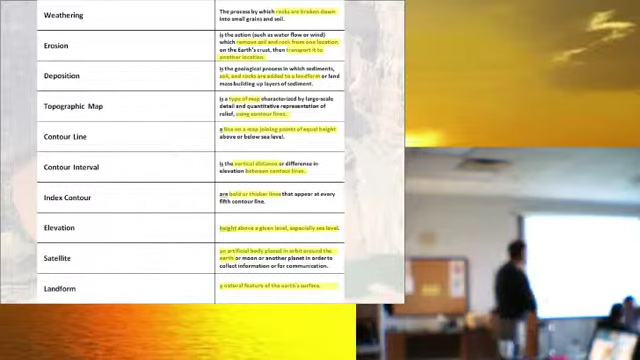 Weathering
The process by which rocks are broken down
into small grains and soil.
Erosion
is the action (such as water flow or wind)
which remove soil and rock from one location
on the Earth's crust, then transport it to
another location.
Deposition
is the geological process in which sediments,
soil, and rocks are added to a landform or land
mass building up layers of sediment.
Topographic Map
is a type of map characterized by large-scale
detail and quantitative representation of
relief, using contour lines.
Contour Line
a line on a map joining points of equal height
above or below sea level.
Contour Interval
is the vertical distance or difference in
elevation between contour lines.
Index Contour
are bold or thicker lines that appear at every
fifth contour line.
Elevation
height above a given level, especially sea level.
Satellite
an artificial body placed in orbit around the
earth or moon or another planet in order to
collect information or for communication.
Landform
a natural feature of the earth's surface.